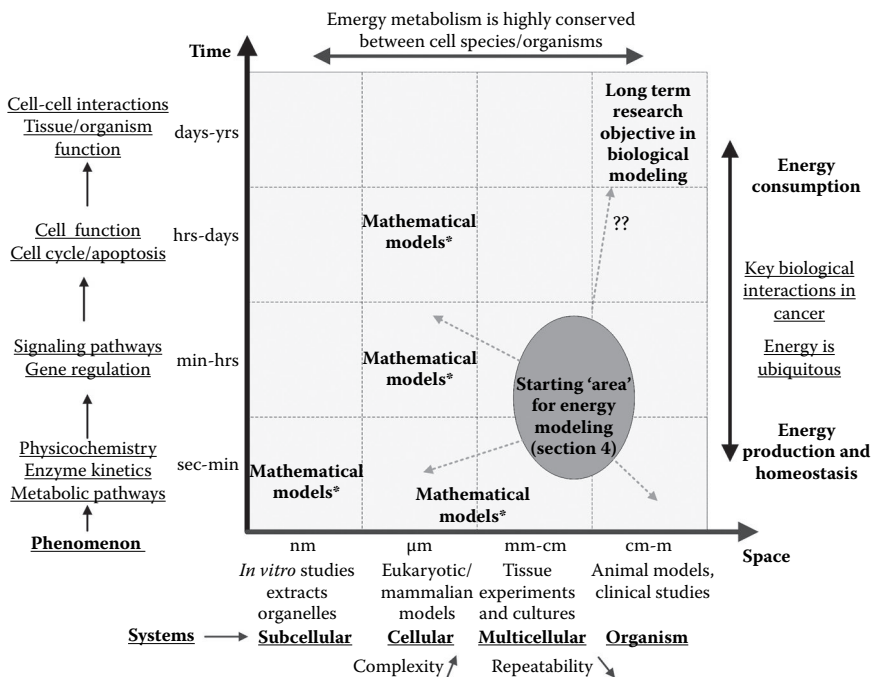 Emergy metabolism is highly conserved
between cell species/organisms
Time
Cell-cell interactions
Tissue/organism
function
days-yrs
Long term
research
objective in
biological
modeling
Energy
consumption
Cell function
Cell cycle/apoptosis
hrs-days
Mathematical
models*
??
Key biological
interactions in
cancer
Signaling pathways
Gene regulation
min-hrs
Mathematical
models*
Starting ‘area’
for energy
modeling
(section 4)
Energy is
ubiquitous
Physicochemistry
Enzyme kinetics
Metabolic pathways
sec-min
Mathematical
models*
Mathematical
models*
Energy
production and
homeostasis
Phenomenon
nm
μm
mm-cm
cm-m
Space
In vitro studies
extracts
organelles
Eukaryotic/
mammalian
models
Tissue
experiments
and cultures
Animal models,
clinical studies
Systems
Subcellular
Cellular
Multicellular
Organism
Complexity
Repeatability